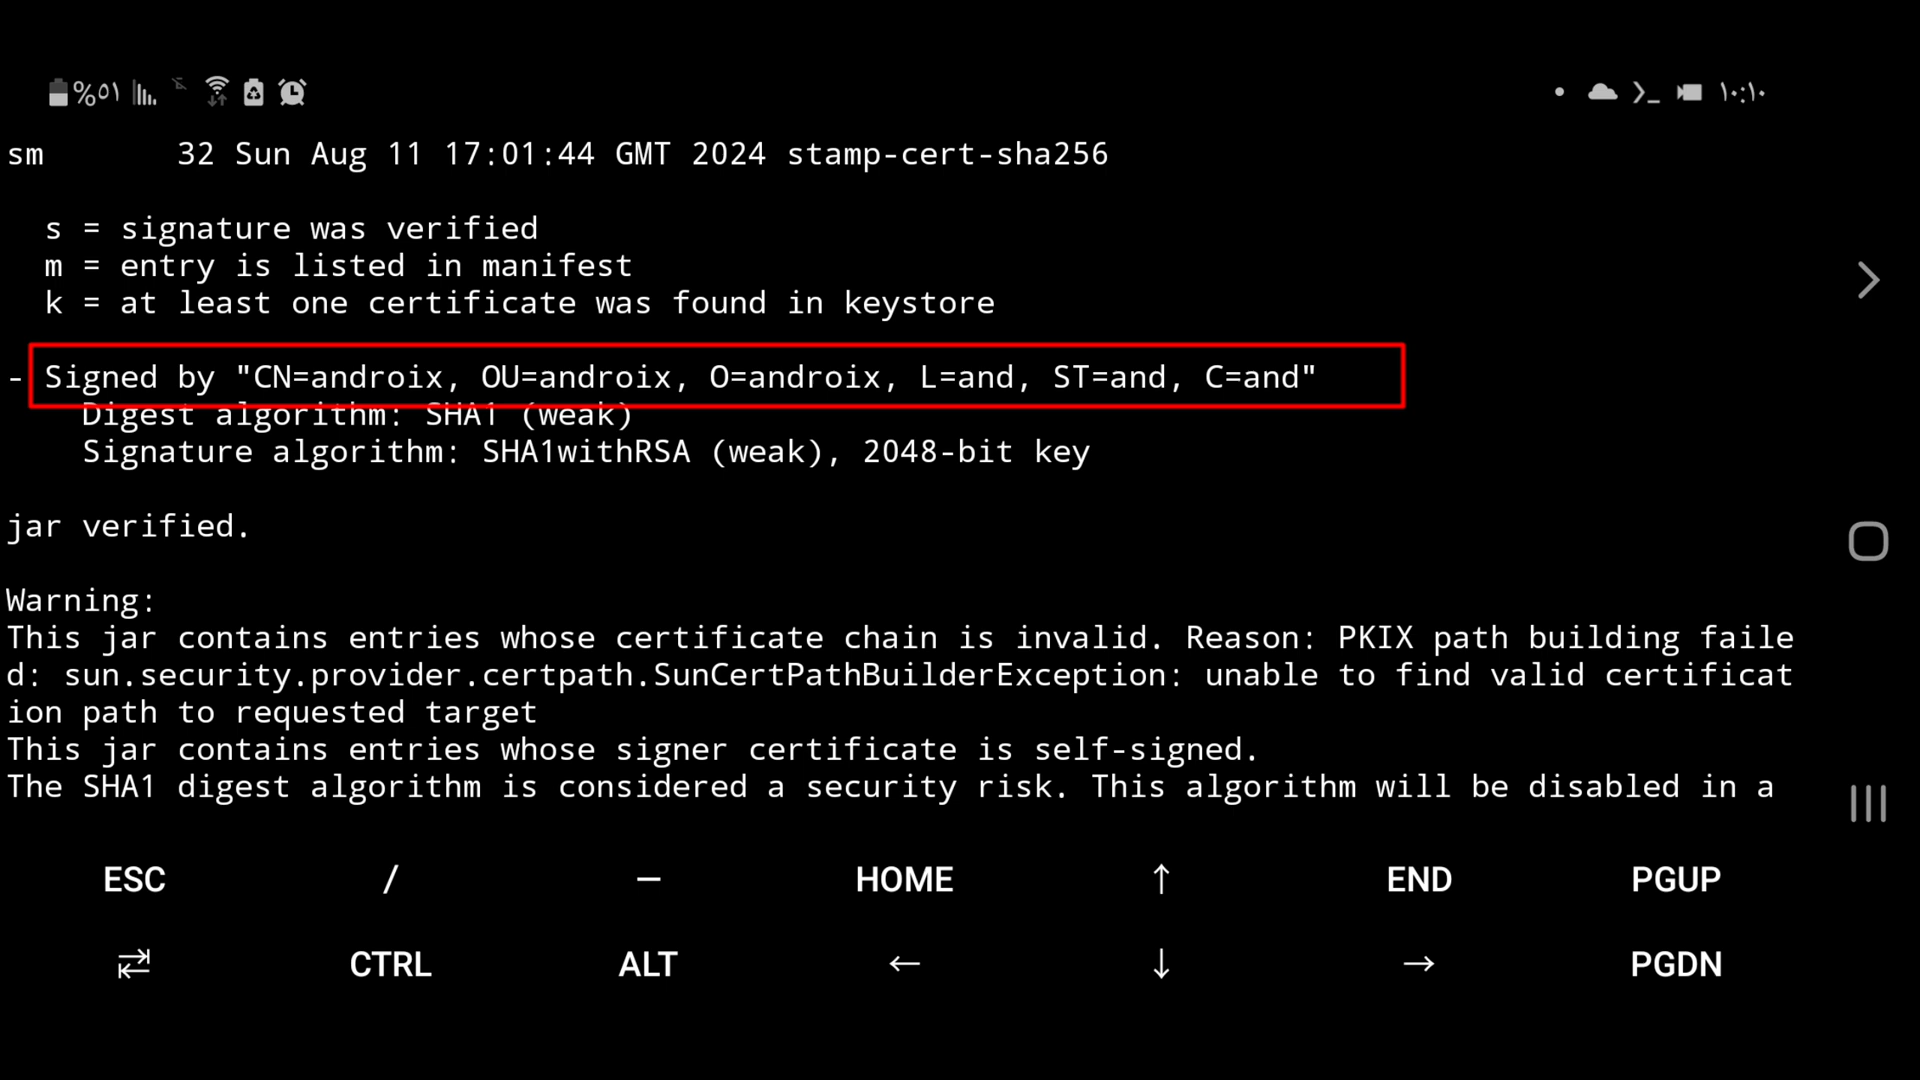 %٥١
١٠:١٠
sm 32 Sun Aug 11 17:01:44 GMT 2024 stamp-cert-sha256
s = signature was verified
m = entry is listed in manifest
k = at least one certificate was found in keystore
- Signed by "CN=androix, OU=androix, O=androix, L=and, ST=and, C=and"
Digest algorithm: SHA1 (weak)
Signature algorithm: SHA1withRSA (weak), 2048-bit key
jar verified.
Warning:
This jar contains entries whose certificate chain is invalid. Reason: PKIX path building faile
d: sun.security.provider.certpath.SunCertPathBuilderException: unable to find valid certificat
ion path to requested target
This jar contains entries whose signer certificate is self-signed.
The SHA1 digest algorithm is considered a security risk. This algorithm will be disabled in a
ESC / — HOME ↑ END PGUP
⇄ CTRL ALT ← ↓ → PGDN